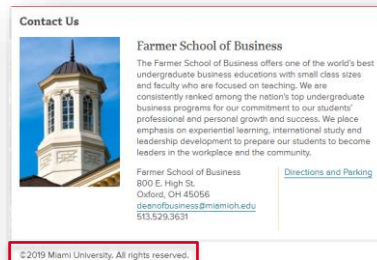 Contact Us
Farmer School of Business
The Farmer School of Business offers one of the world's best
undergraduate business educations with small class sizes
and faculty who are focused on teaching. We are
consistently ranked among the nation's top undergraduate
business programs for our commitment to our students'
professional and personal growth and success. We place
emphasis on experiential learning, international study and
leadership development to prepare our students to become
leaders in the workplace and the community.
Farmer School of Business
800 E. High St.
Oxford, OH 45056
deanofbusiness@miamioh.edu
513.529.3631
Directions and Parking
©2019 Miami University. All rights reserved.